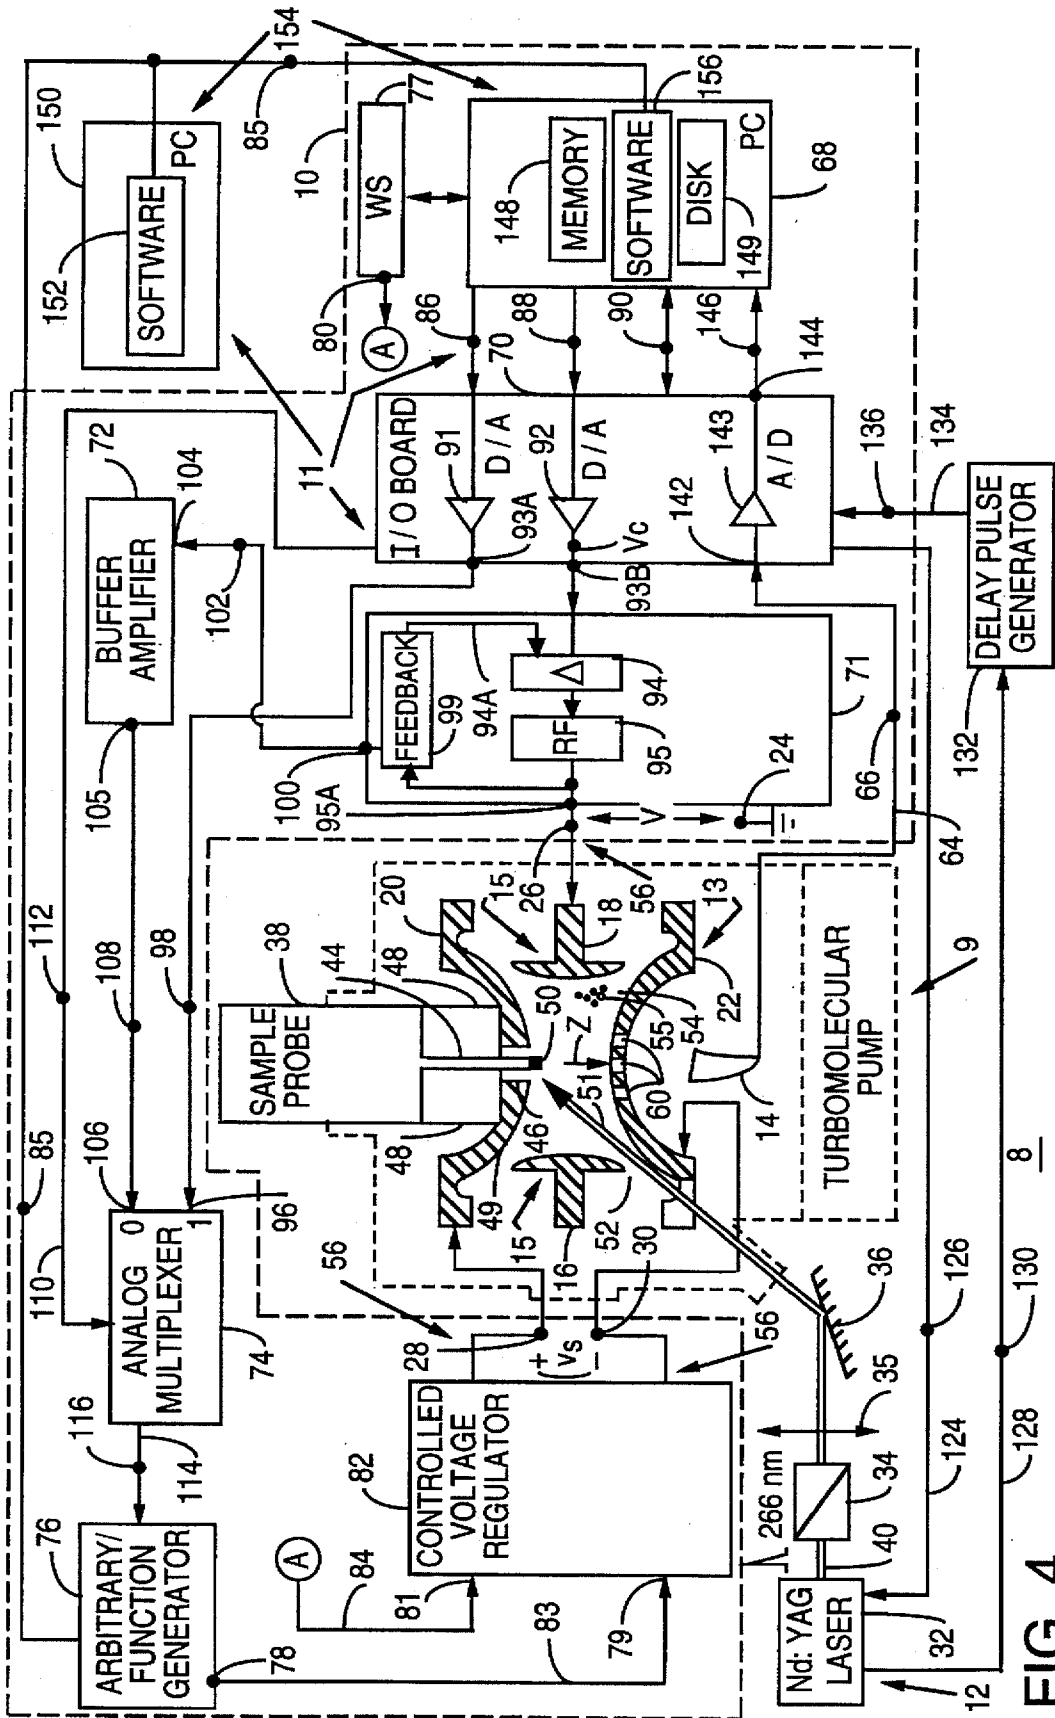 154
150
152
SOFTWARE
PC
85
10
77
WS
80
A
148
MEMORY
SOFTWARE
156
DISK
149
PC
68
86
88
90
146
144
11
70
I/O BOARD
91
D/A
92
D/A
93A
Vc
93B
142
143
A/D
136
134
DELAY PULSE
GENERATOR
132
72
BUFFER
AMPLIFIER
104
102
105
100
95A
FEEDBACK
99
94A
Δ
94
RF
95
71
V
24
26
66
64
56
112
108
98
106
96
85
110
0
1
ANALOG
MULTIPLEXER
74
116
114
76
ARBITRARY/
FUNCTION
GENERATOR
78
A
84
81
83
79
82
CONTROLLED
VOLTAGE
REGULATOR
56
28
+
Vs
-
30
56
SAMPLE
PROBE
38
44
48
48
20
15
18
13
22
50
Z
55
54
51
60
46
49
15
16
52
14
TURBOMOLECULAR
PUMP
9
8
36
35
266 nm
34
40
Nd: YAG
LASER
32
12
124
126
128
130
FIG. 4